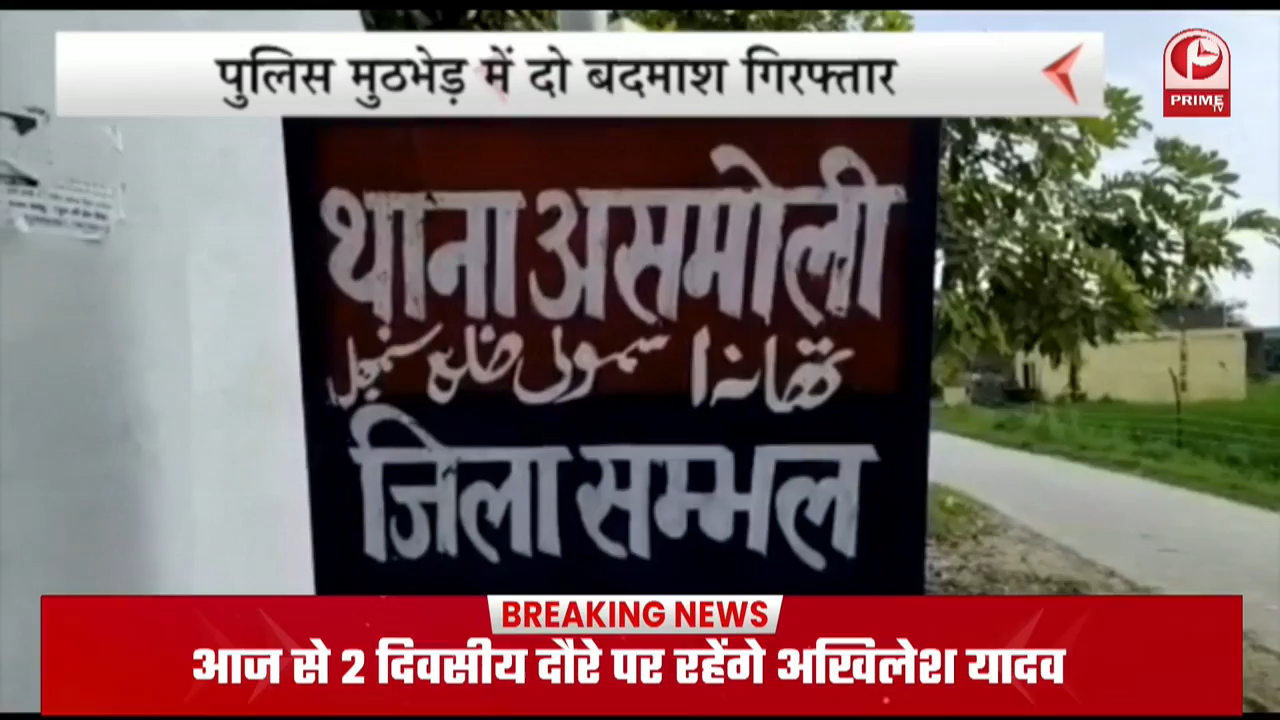 पुलिस मुठभेड़ में दो बदमाश गिरफ्तार
PRIME
TV
थाना असमोली
تھانہ اسمولی ضلع سنبھل
जिला सम्भल
BREAKING NEWS
आज से 2 दिवसीय दौरे पर रहेंगे अखिलेश यादव